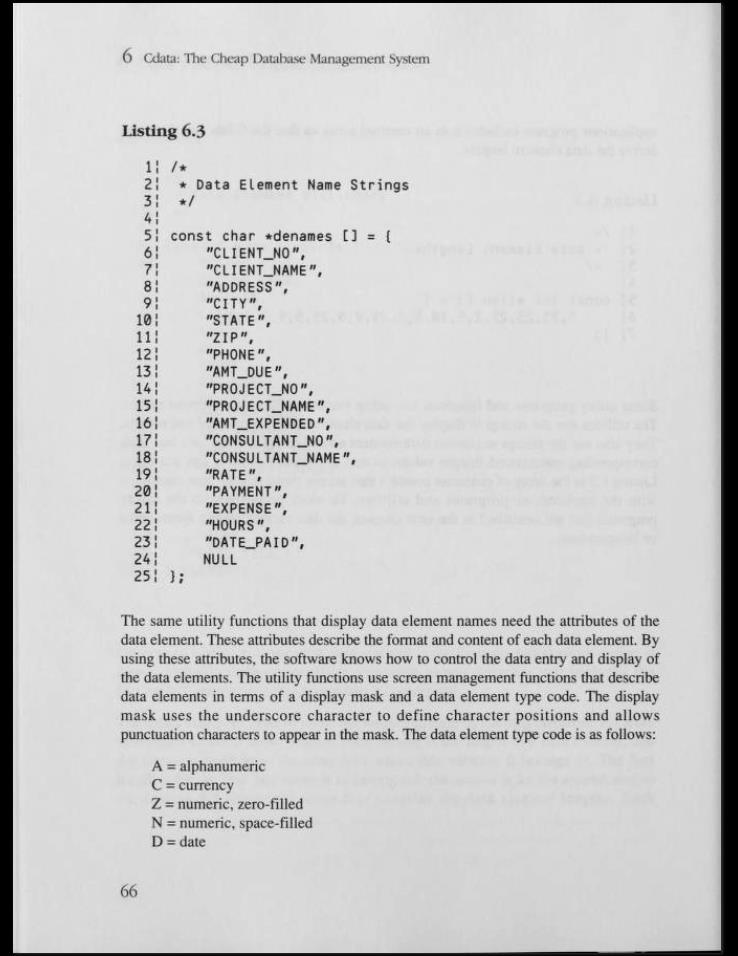 6 Cdata: The Cheap Database Management System
Listing 6.3
1¦ /*
2¦ * Data Element Name Strings
3¦ */
4¦
5¦ const char *denames [] = {
6¦ "CLIENT_NO",
7¦ "CLIENT_NAME",
8¦ "ADDRESS",
9¦ "CITY",
10¦ "STATE",
11¦ "ZIP",
12¦ "PHONE",
13¦ "AMT_DUE",
14¦ "PROJECT_NO",
15¦ "PROJECT_NAME",
16¦ "AMT_EXPENDED",
17¦ "CONSULTANT_NO",
18¦ "CONSULTANT_NAME",
19¦ "RATE",
20¦ "PAYMENT",
21¦ "EXPENSE",
22¦ "HOURS",
23¦ "DATE_PAID",
24¦ NULL
25¦ };
The same utility functions that display data element names need the attributes of the
data element. These attributes describe the format and content of each data element. By
using these attributes, the software knows how to control the data entry and display of
the data elements. The utility functions use screen management functions that describe
data elements in terms of a display mask and a data element type code. The display
mask uses the underscore character to define character positions and allows
punctuation characters to appear in the mask. The data element type code is as follows:
A = alphanumeric
C = currency
Z = numeric, zero-filled
N = numeric, space-filled
D = date
66